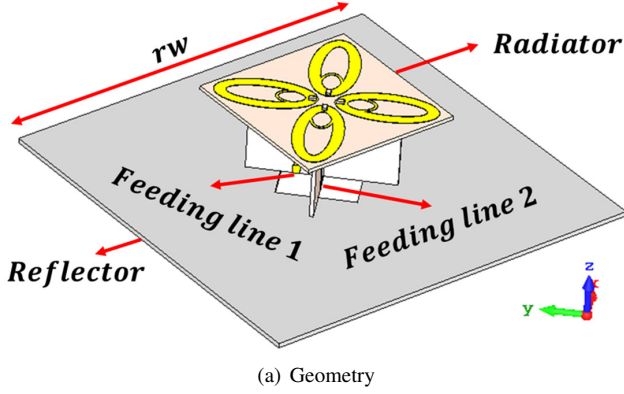 rw
Radiator
Feeding line 1
Feeding line 2
Reflector
z
x
y
(a) Geometry